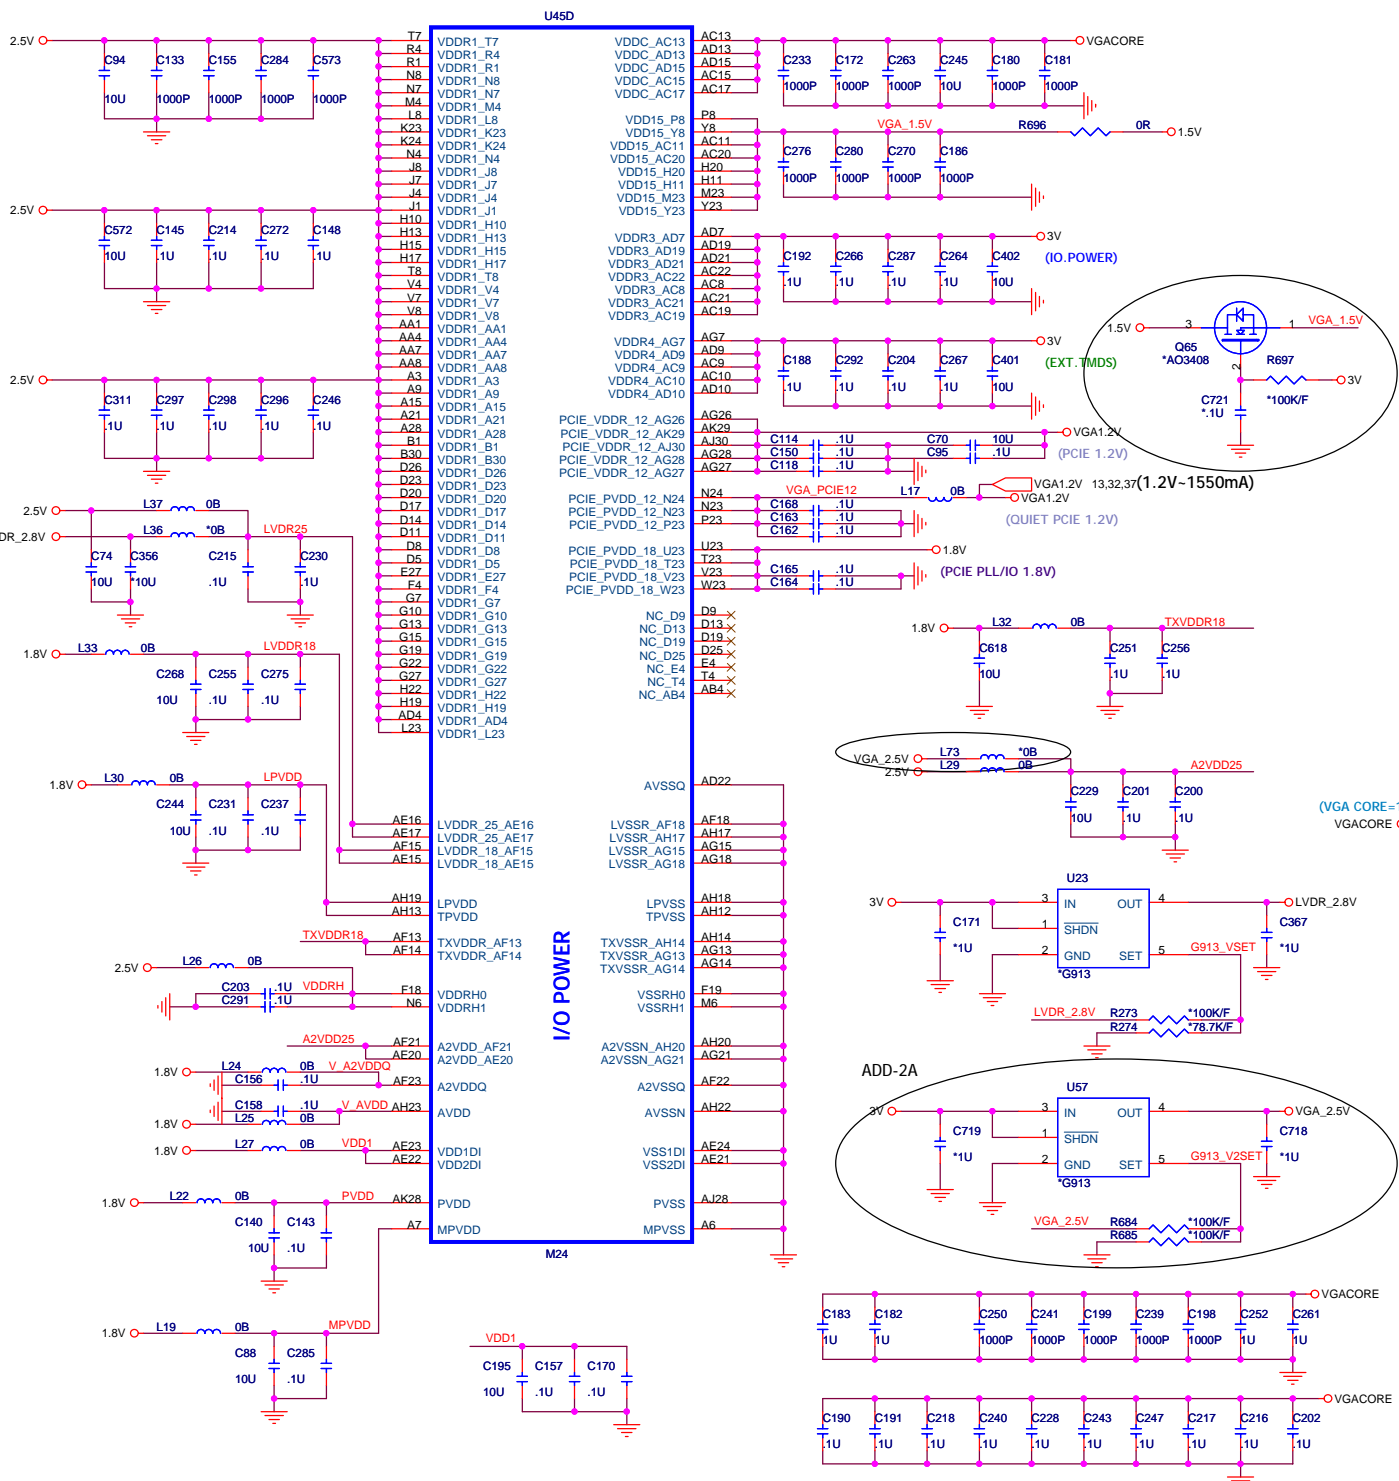 U45D
2.5V
C94
10U
C133
1000P
C155
1000P
C284
1000P
C573
1000P
2.5V
C572
10U
C145
.1U
C214
.1U
C272
.1U
C148
.1U
2.5V
C311
.1U
C297
.1U
C298
.1U
C296
.1U
C246
.1U
2.5V
L37
0B
DR_2.8V
L36
*0B
LVDR25
C74
10U
C356
*10U
C215
.1U
C230
.1U
1.8V
L33
0B
LVDDR18
C268
10U
C255
.1U
C275
.1U
1.8V
L30
0B
LPVDD
C244
10U
C231
.1U
C237
.1U
TXVDDR18
2.5V
L26
0B
C203
.1U
VDDRH
C291
.1U
A2VDD25
1.8V
L24
0B
V_A2VDDQ
C156
.1U
C158
.1U
V_AVDD
1.8V
L25
0B
1.8V
L27
0B
VDD1
1.8V
L22
0B
PVDD
C140
10U
C143
.1U
1.8V
L19
0B
MPVDD
C88
10U
C285
.1U
VDD1
C195
10U
C157
.1U
C170
.1U
T7 VDDR1_T7
R4 VDDR1_R4
R1 VDDR1_R1
N8 VDDR1_N8
N7 VDDR1_N7
M4 VDDR1_M4
L8 VDDR1_L8
K23 VDDR1_K23
K24 VDDR1_K24
N4 VDDR1_N4
J8 VDDR1_J8
J7 VDDR1_J7
J4 VDDR1_J4
J1 VDDR1_J1
H10 VDDR1_H10
H13 VDDR1_H13
H15 VDDR1_H15
H17 VDDR1_H17
T8 VDDR1_T8
V4 VDDR1_V4
V7 VDDR1_V7
V8 VDDR1_V8
AA1 VDDR1_AA1
AA4 VDDR1_AA4
AA7 VDDR1_AA7
AA8 VDDR1_AA8
A3 VDDR1_A3
A9 VDDR1_A9
A15 VDDR1_A15
A21 VDDR1_A21
A28 VDDR1_A28
B1 VDDR1_B1
B30 VDDR1_B30
D26 VDDR1_D26
D23 VDDR1_D23
D20 VDDR1_D20
D17 VDDR1_D17
D14 VDDR1_D14
D11 VDDR1_D11
D8 VDDR1_D8
D5 VDDR1_D5
E27 VDDR1_E27
F4 VDDR1_F4
G7 VDDR1_G7
G10 VDDR1_G10
G13 VDDR1_G13
G15 VDDR1_G15
G19 VDDR1_G19
G22 VDDR1_G22
G27 VDDR1_G27
H22 VDDR1_H22
H19 VDDR1_H19
AD4 VDDR1_AD4
L23 VDDR1_L23
AE16 LVDDR_25_AE16
AE17 LVDDR_25_AE17
AF15 LVDDR_18_AF15
AE15 LVDDR_18_AE15
AH19 LPVDD
AH13 TPVDD
AF13 TXVDDR_AF13
AF14 TXVDDR_AF14
F18 VDDRH0
N6 VDDRH1
AF21 A2VDD_AF21
AE20 A2VDD_AE20
AF23 A2VDDQ
AH23 AVDD
AE23 VDD1DI
AE22 VDD2DI
AK28 PVDD
A7 MPVDD
I/O POWER
M24
VDDC_AC13 AC13
VDDC_AD13 AD13
VDDC_AD15 AD15
VDDC_AC15 AC15
VDDC_AC17 AC17
VDD15_P8 P8
VDD15_Y8 Y8
VDD15_AC11 AC11
VDD15_AC20 AC20
VDD15_H20 H20
VDD15_H11 H11
VDD15_M23 M23
VDD15_Y23 Y23
VDDR3_AD7 AD7
VDDR3_AD19 AD19
VDDR3_AD21 AD21
VDDR3_AC22 AC22
VDDR3_AC8 AC8
VDDR3_AC21 AC21
VDDR3_AC19 AC19
VDDR4_AG7 AG7
VDDR4_AD9 AD9
VDDR4_AC9 AC9
VDDR4_AC10 AC10
VDDR4_AD10 AD10
PCIE_VDDR_12_AG26 AG26
PCIE_VDDR_12_AK29 AK29
PCIE_VDDR_12_AJ30 AJ30
PCIE_VDDR_12_AG28 AG28
PCIE_VDDR_12_AG27 AG27
PCIE_PVDD_12_N24 N24
PCIE_PVDD_12_N23 N23
PCIE_PVDD_12_P23 P23
PCIE_PVDD_18_U23 U23
PCIE_PVDD_18_T23 T23
PCIE_PVDD_18_V23 V23
PCIE_PVDD_18_W23 W23
NC_D9 D9
NC_D13 D13
NC_D19 D19
NC_D25 D25
NC_E4 E4
NC_T4 T4
NC_AB4 AB4
AVSSQ AD22
LVSSR_AF18 AF18
LVSSR_AH17 AH17
LVSSR_AG15 AG15
LVSSR_AG18 AG18
LPVSS AH18
TPVSS AH12
TXVSSR_AH14 AH14
TXVSSR_AG13 AG13
TXVSSR_AG14 AG14
VSSRH0 F19
VSSRH1 M6
A2VSSN_AH20 AH20
A2VSSN_AG21 AG21
A2VSSQ AF22
AVSSN AH22
VSS1DI AE24
VSS2DI AE21
PVSS AJ28
MPVSS A6
VGACORE
C233
1000P
C172
1000P
C263
1000P
C245
10U
C180
1000P
C181
1000P
VGA_1.5V
R696
0R
1.5V
C276
1000P
C280
1000P
C270
1000P
C186
1000P
3V
(IO.POWER)
C192
.1U
C266
.1U
C287
.1U
C264
.1U
C402
10U
3V
(EXT.TMDS)
C188
.1U
C292
.1U
C204
.1U
C267
.1U
C401
10U
1.5V
3
1
VGA_1.5V
Q65
*AO3408
2
R697
3V
*100K/F
C721
*.1U
VGA1.2V
(PCIE 1.2V)
C114
.1U
C150
.1U
C118
.1U
C70
10U
C95
.1U
VGA_PCIE12
L17
0B
VGA1.2V 13,32,37(1.2V~1550mA)
VGA1.2V
(QUIET PCIE 1.2V)
C168
.1U
C163
.1U
C162
.1U
1.8V
(PCIE PLL/IO 1.8V)
C165
.1U
C164
.1U
1.8V
L32
0B
TXVDDR18
C618
10U
C251
.1U
C256
.1U
VGA_2.5V
L73
*0B
2.5V
L29
0B
A2VDD25
C229
10U
C201
.1U
C200
.1U
(VGA CORE=1
VGACORE
U23
3V
3 IN
OUT 4
LVDR_2.8V
1 SHDN
2 GND
SET 5
G913_VSET
*G913
C171
*1U
C367
*1U
LVDR_2.8V
R273
*100K/F
R274
*78.7K/F
ADD-2A
U57
3V
3 IN
OUT 4
VGA_2.5V
1 SHDN
2 GND
SET 5
G913_V2SET
*G913
C719
*1U
C718
*1U
VGA_2.5V
R684
*100K/F
R685
*100K/F
VGACORE
C183
1U
C182
1U
C250
1000P
C241
1000P
C199
1000P
C239
1000P
C198
1000P
C252
1U
C261
1U
VGACORE
C190
.1U
C191
.1U
C218
.1U
C240
.1U
C228
.1U
C243
.1U
C247
.1U
C217
.1U
C216
.1U
C202
.1U